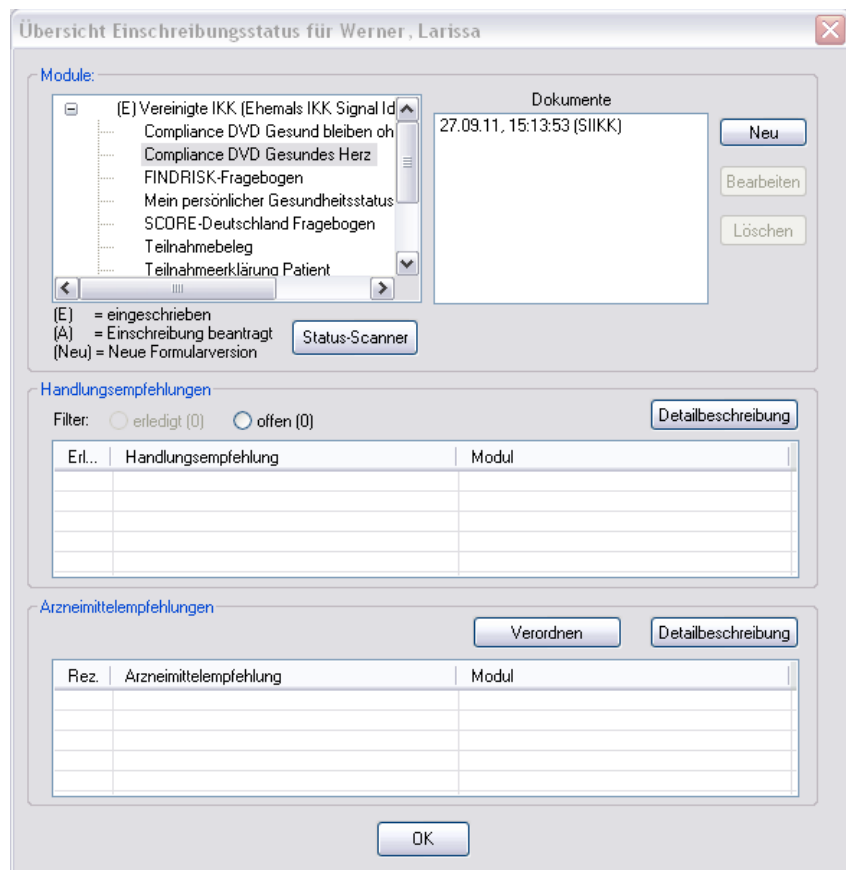 Übersicht Einschreibungsstatus für Werner, Larissa
Module:
(E) Vereinigte IKK (Ehemals IKK Signal Id
Compliance DVD Gesund bleiben oh
Compliance DVD Gesundes Herz
FINDRISK-Fragebogen
Mein persönlicher Gesundheitsstatus
SCORE-Deutschland Fragebogen
Teilnahmebeleg
Teilnahmeerklärung Patient
Dokumente
27.09.11, 15:13:53 (SIIKK)
Neu
Bearbeiten
Löschen
(E) = eingeschrieben
(A) = Einschreibung beantragt
(Neu) = Neue Formularversion
Status-Scanner
Handlungsempfehlungen
Filter: erledigt (0) offen (0)
Detailbeschreibung
Erl... Handlungsempfehlung Modul
Arzneimittelempfehlungen
Verordnen Detailbeschreibung
Rez. Arzneimittelempfehlung Modul
OK